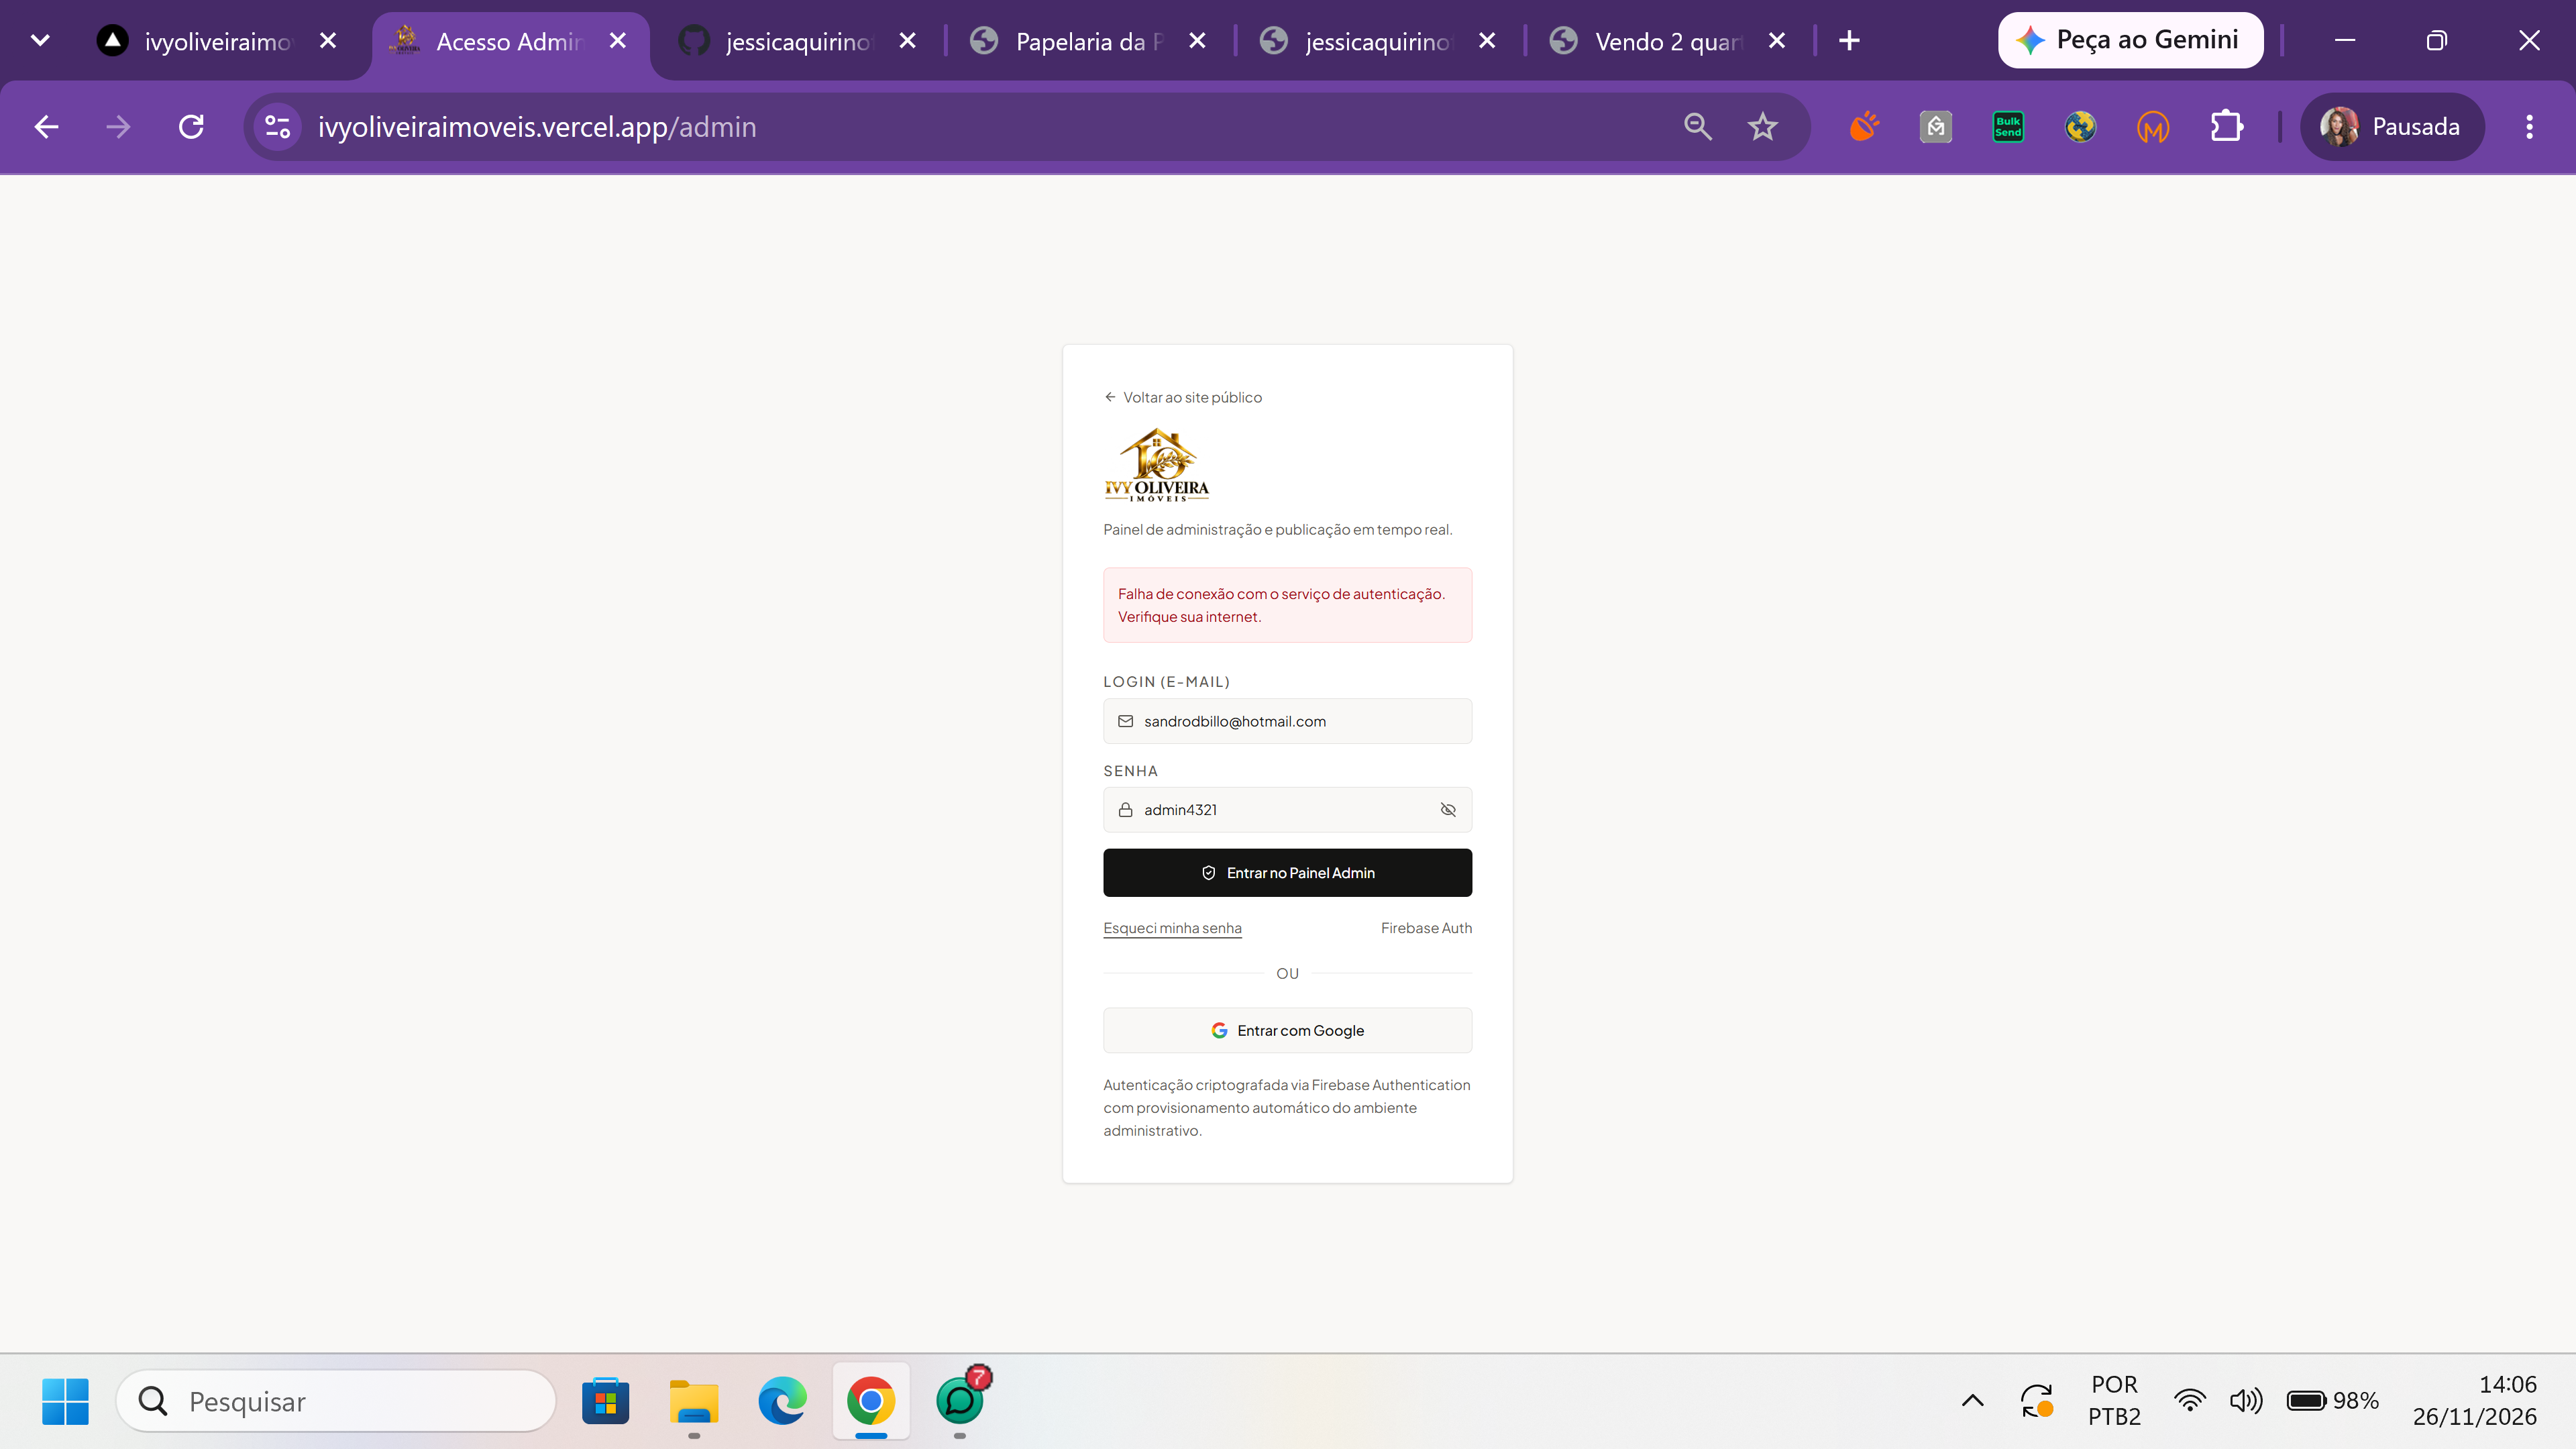 ivyoliveiraimo
Acesso Admin
jessicaquirino
Papelaria da P
jessicaquirino
Vendo 2 quar
Peça ao Gemini
ivyoliveiraimoveis.vercel.app/admin
Bulk
Send
Pausada
Voltar ao site público
IVY OLIVEIRA
IMÓVEIS
Painel de administração e publicação em tempo real.
Falha de conexão com o serviço de autenticação.
Verifique sua internet.
LOGIN (E-MAIL)
sandrodbillo@hotmail.com
SENHA
admin4321
Entrar no Painel Admin
Esqueci minha senha
Firebase Auth
OU
Entrar com Google
Autenticação criptografada via Firebase Authentication
com provisionamento automático do ambiente
administrativo.
Pesquisar
7
POR
PTB2
98%
14:06
26/11/2026